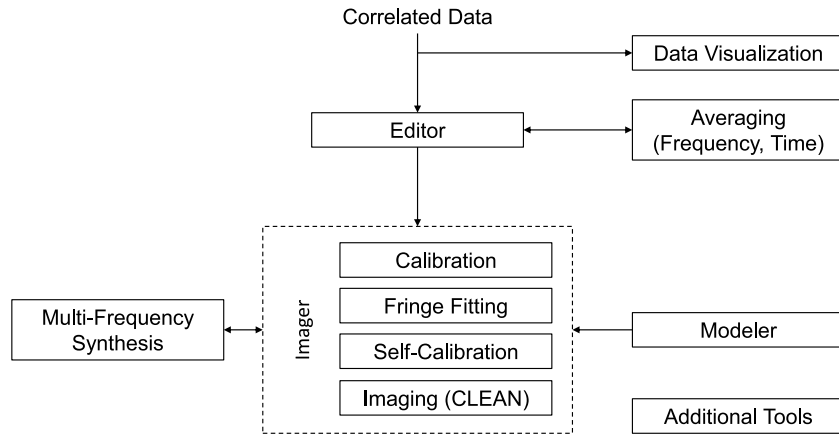 Correlated Data
Data Visualization
Editor
Averaging
(Frequency, Time)
Imager
Calibration
Fringe Fitting
Self-Calibration
Imaging (CLEAN)
Multi-Frequency
Synthesis
Modeler
Additional Tools